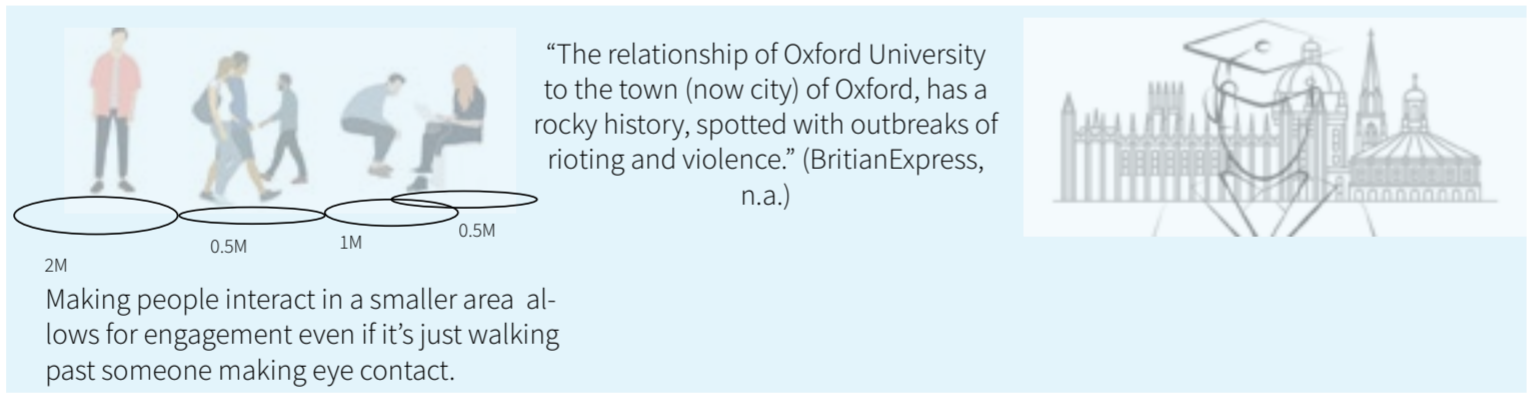 “The relationship of Oxford University
to the town (now city) of Oxford, has a
rocky history, spotted with outbreaks of
rioting and violence.” (BritianExpress,
n.a.)
0.5M
1M
0.5M
2M
Making people interact in a smaller area al-
lows for engagement even if it’s just walking
past someone making eye contact.